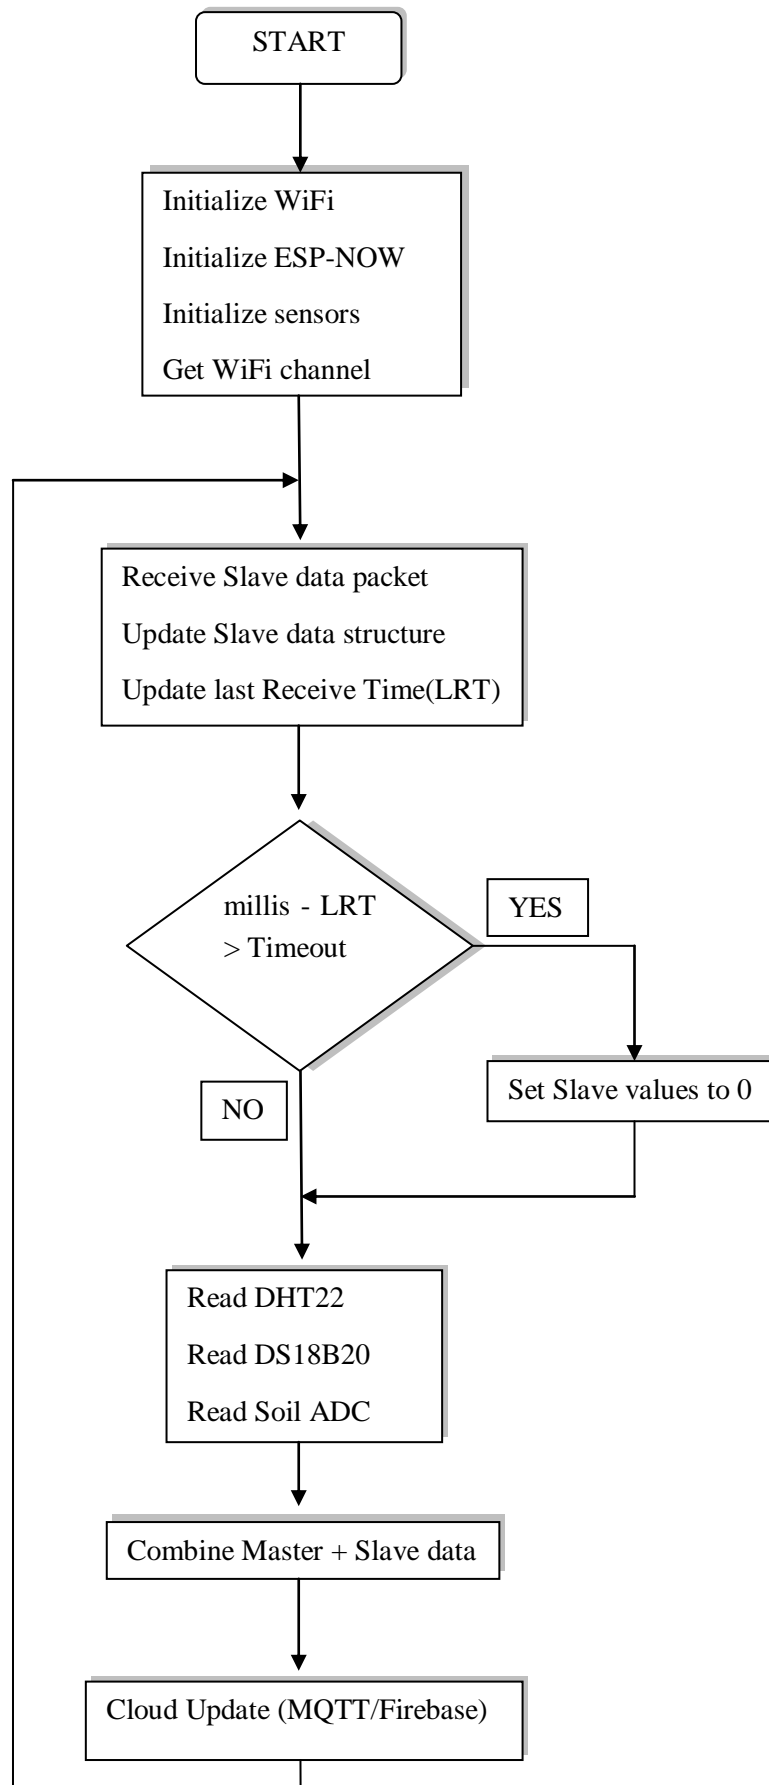 START
Initialize WiFi
Initialize ESP-NOW
Initialize sensors
Get WiFi channel
Receive Slave data packet
Update Slave data structure
Update last Receive Time(LRT)
millis - LRT
> Timeout
YES
NO
Set Slave values to 0
Read DHT22
Read DS18B20
Read Soil ADC
Combine Master + Slave data
Cloud Update (MQTT/Firebase)